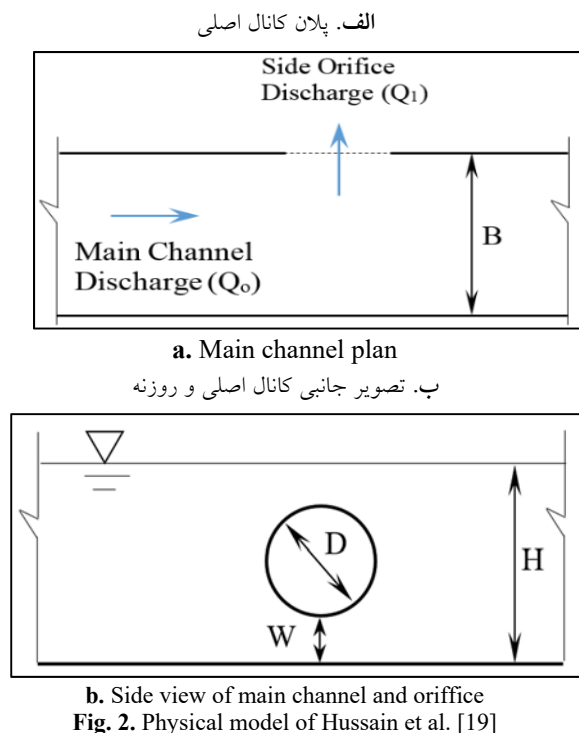 الف. پلان کانال اصلی
Side Orifice
Discharge (Q₁)
Main Channel
Discharge (Qₒ)
B
a. Main channel plan
ب. تصویر جانبی کانال اصلی و روزنه
D
H
W
b. Side view of main channel and oriffice
Fig. 2. Physical model of Hussain et al. [19]